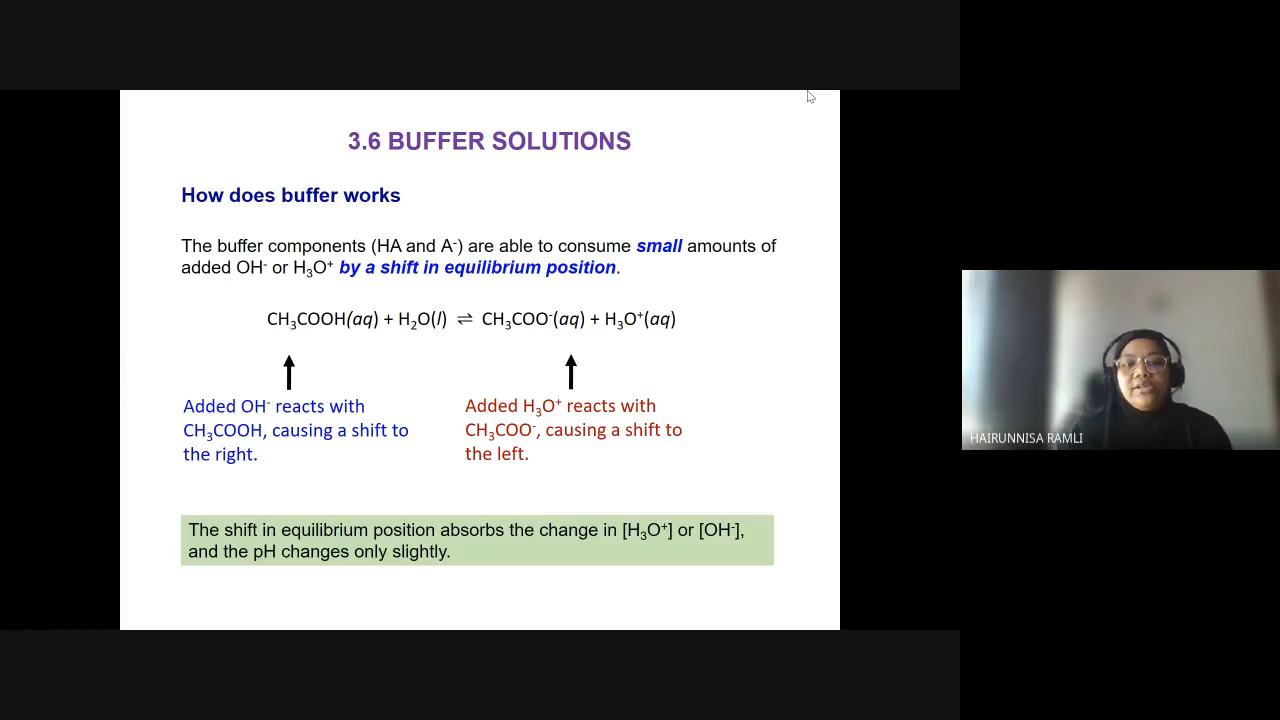 3.6 BUFFER SOLUTIONS
How does buffer works
The buffer components (HA and A⁻) are able to consume small amounts of
added OH⁻ or H₃O⁺ by a shift in equilibrium position.
CH₃COOH(aq) + H₂O(l) ⇌ CH₃COO⁻(aq) + H₃O⁺(aq)
Added OH⁻ reacts with
CH₃COOH, causing a shift to
the right.
Added H₃O⁺ reacts with
CH₃COO⁻, causing a shift to
the left.
The shift in equilibrium position absorbs the change in [H₃O⁺] or [OH⁻],
and the pH changes only slightly.
HAIRUNNISA RAMLI